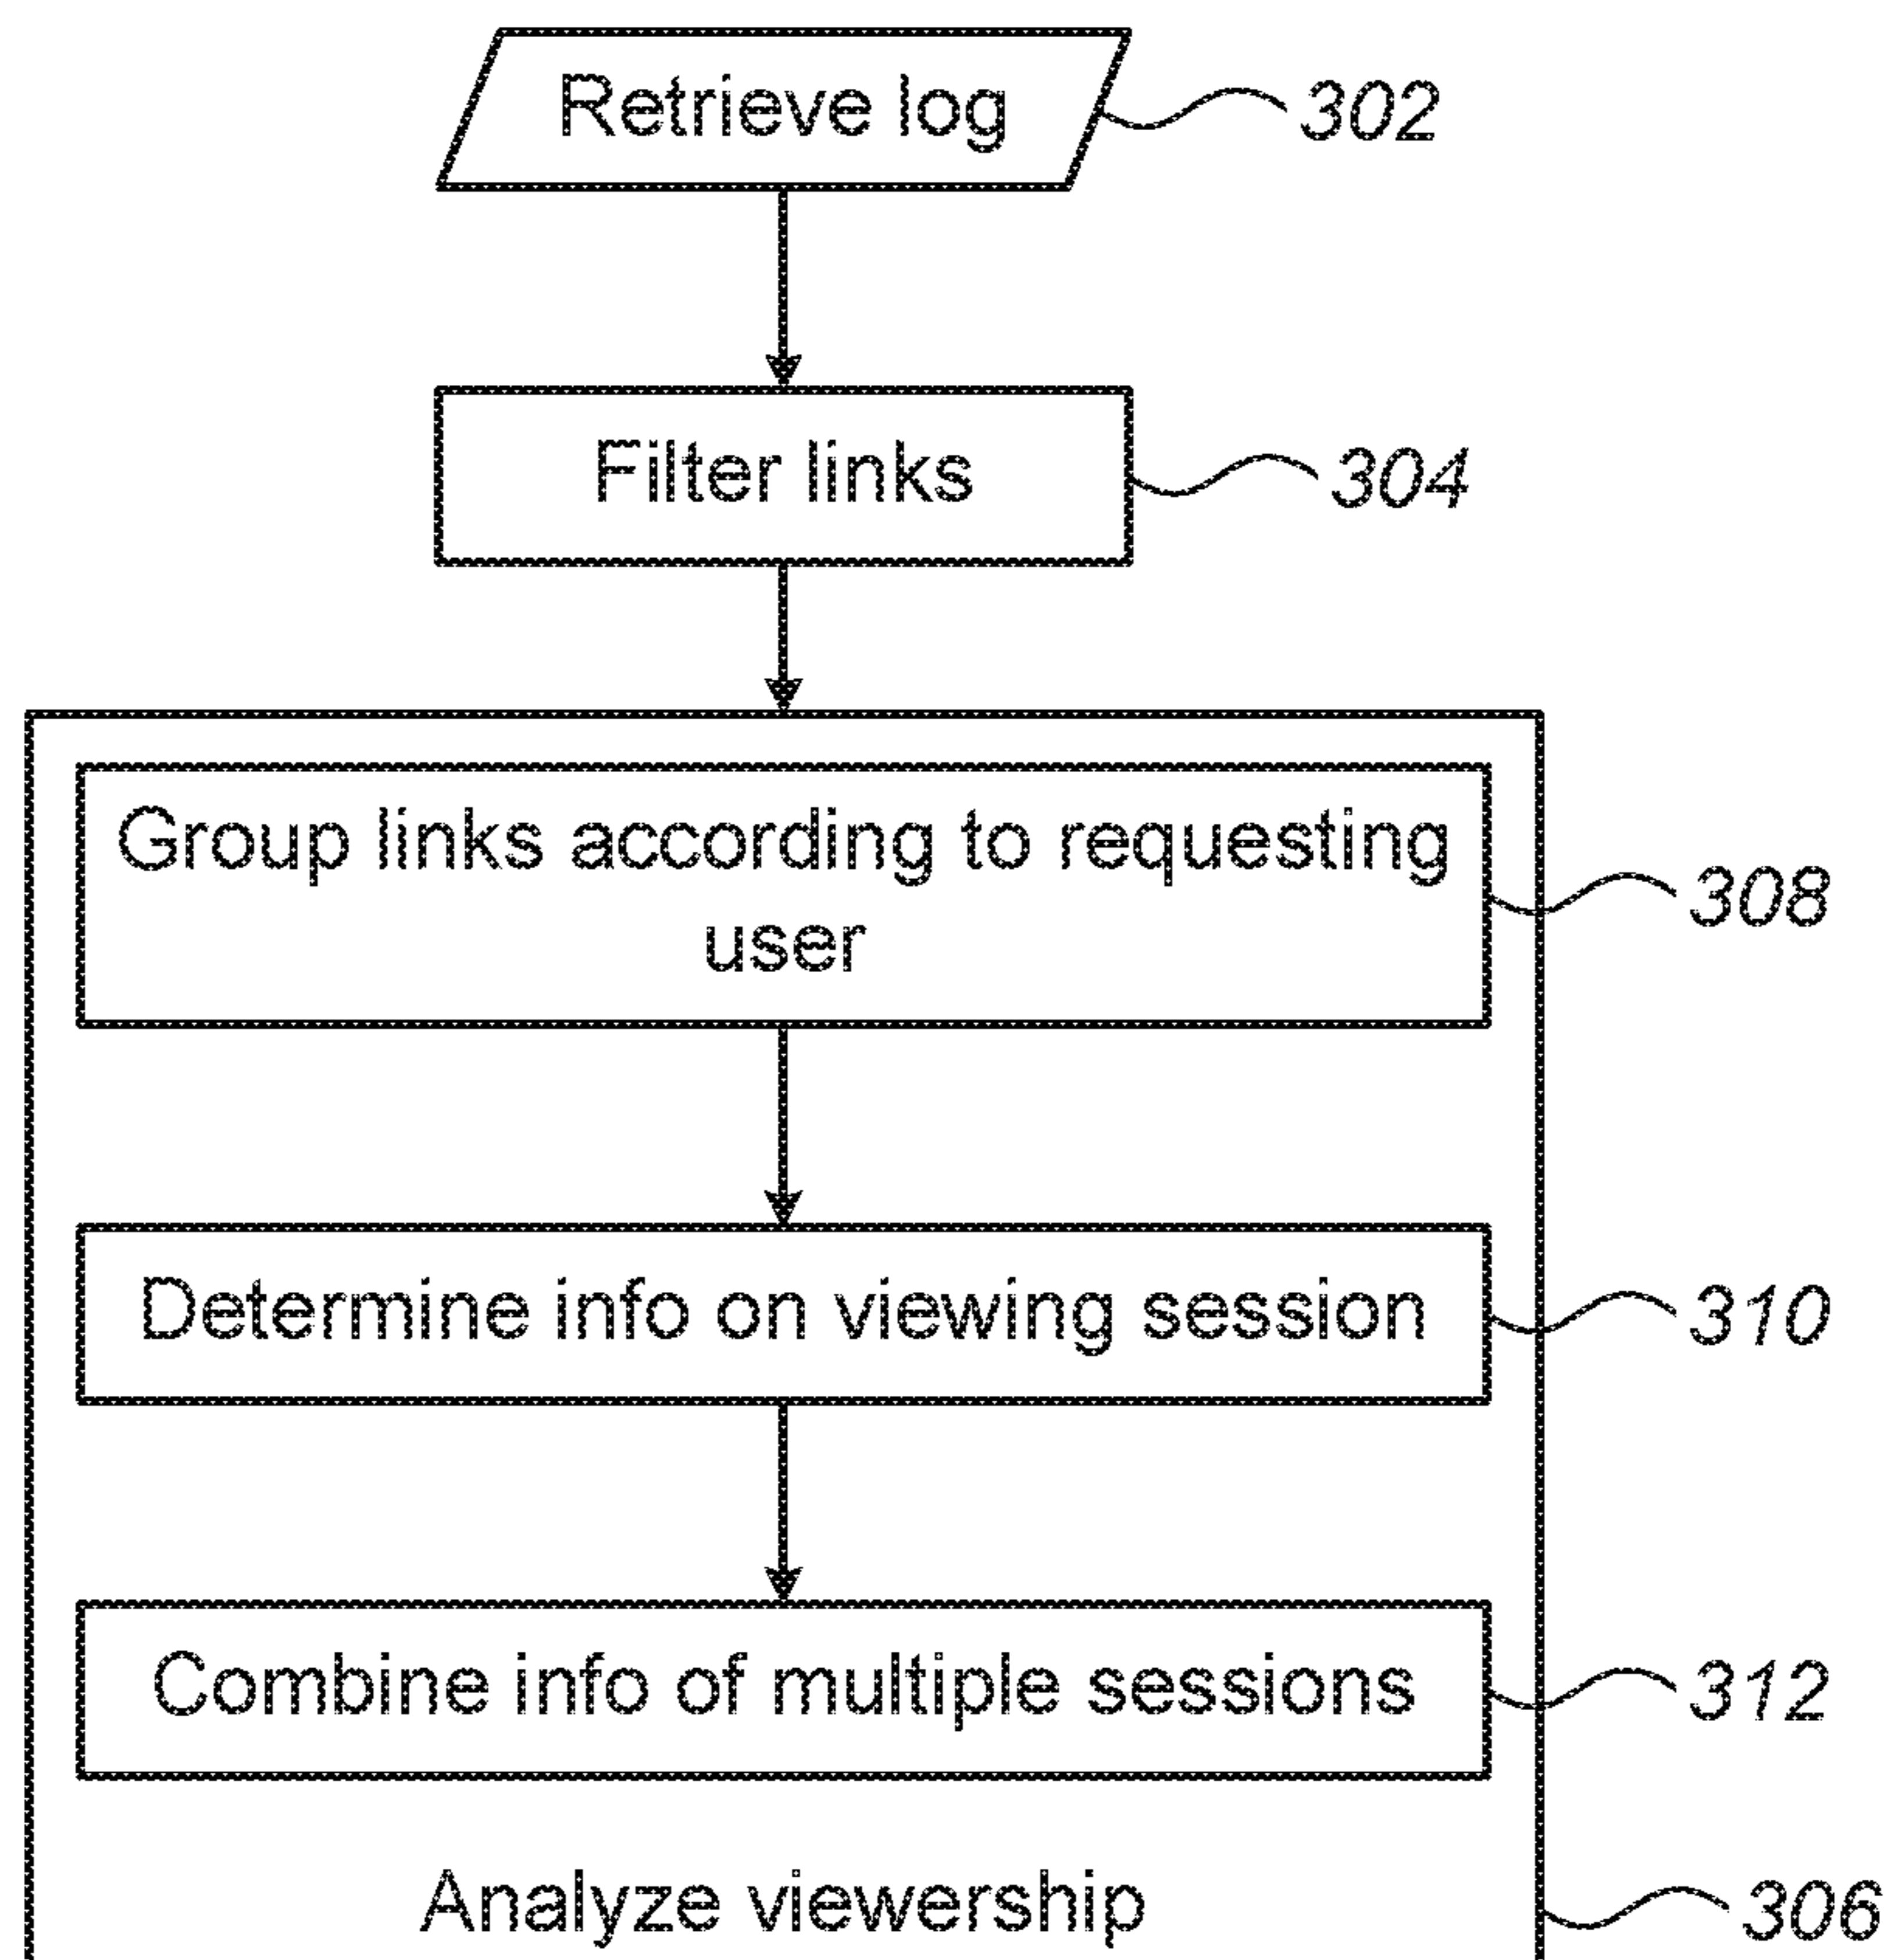 Retrieve log 302
Filter links 304
Group links according to requesting
user
308
Determine info on viewing session 310
Combine info of multiple sessions 312
Analyze viewership 306